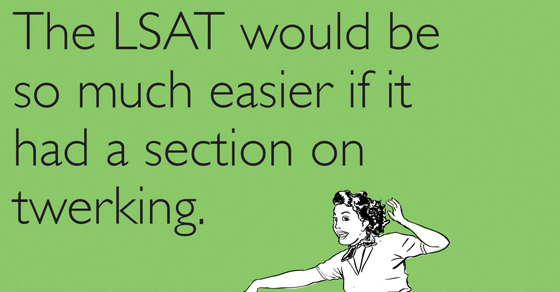 The LSAT would be
so much easier if it
had a section on
twerking.